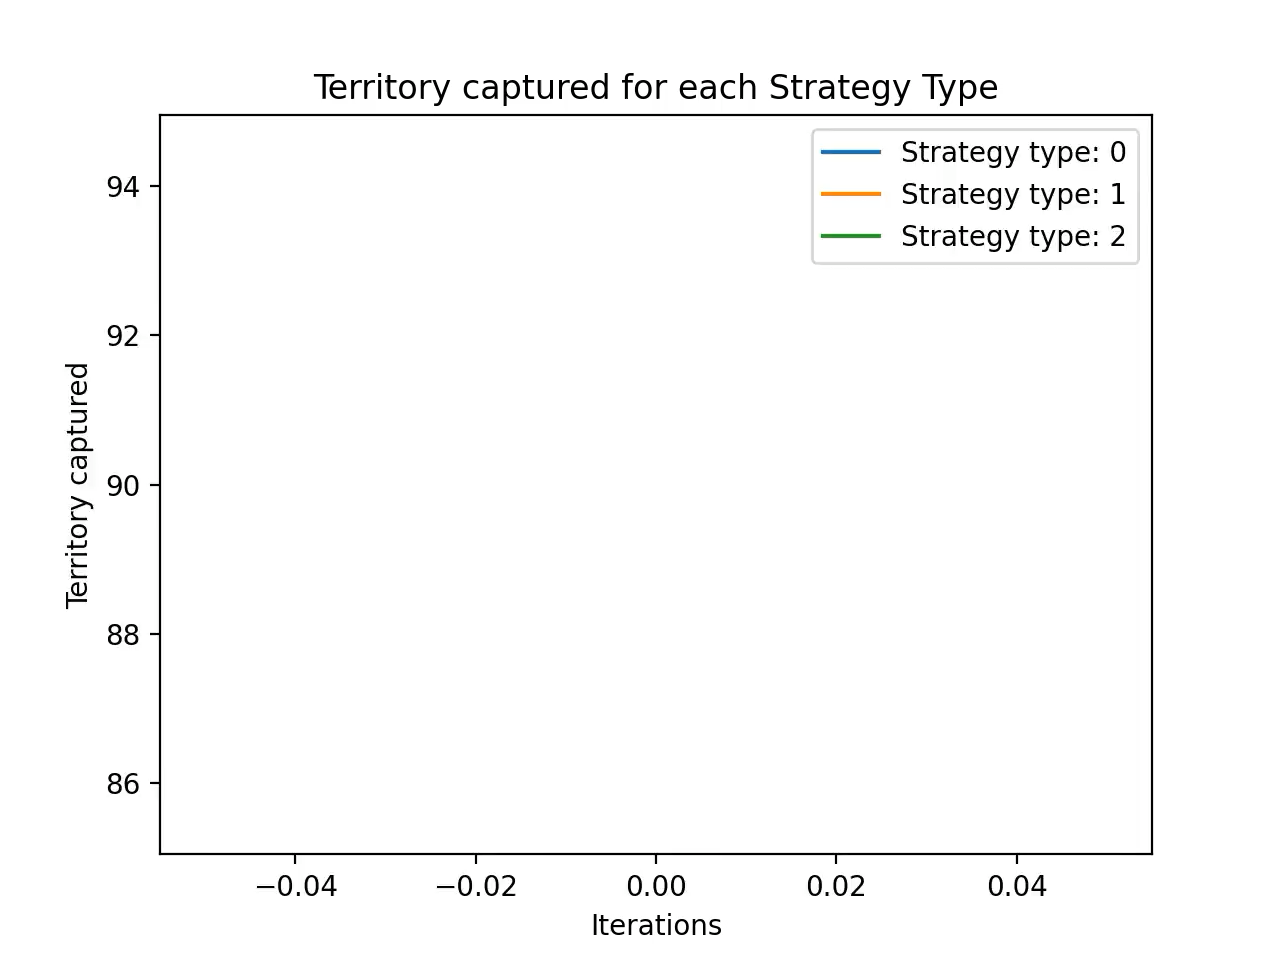 Territory captured for each Strategy Type
Strategy type: 0
Strategy type: 1
Strategy type: 2
94
92
90
88
86
Territory captured
−0.04
−0.02
0.00
0.02
0.04
Iterations